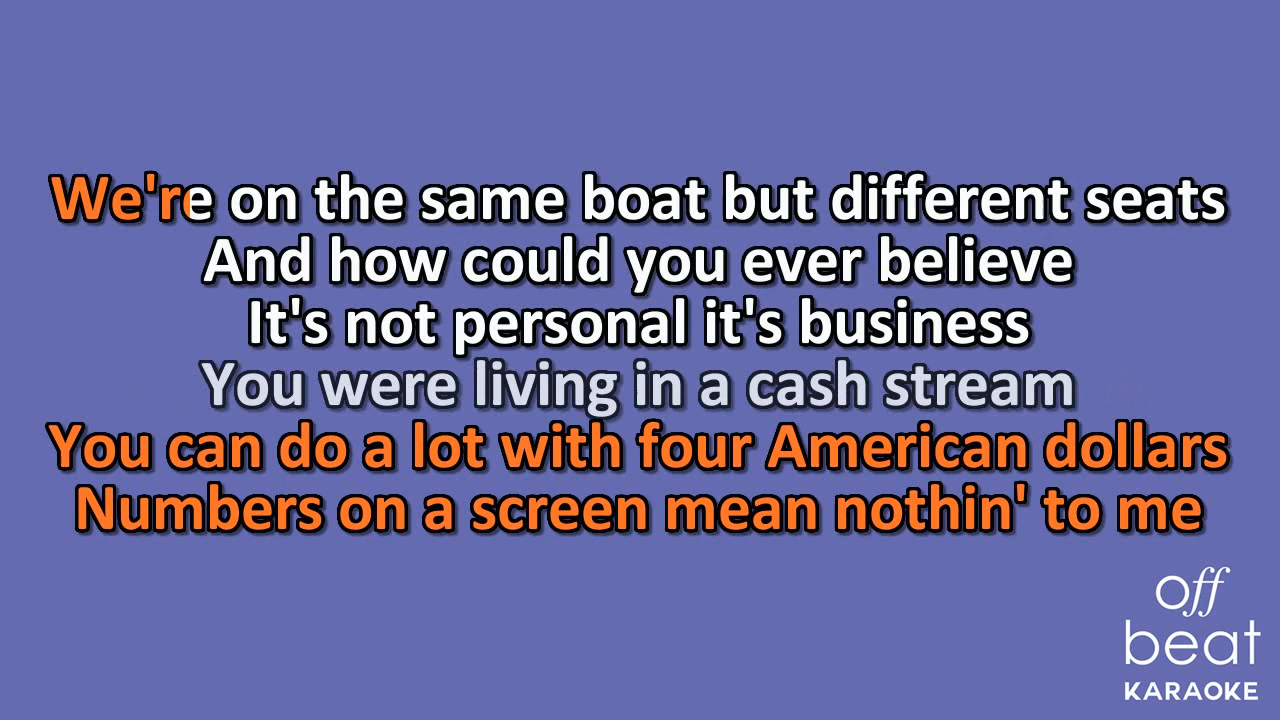 We're on the same boat but different seats
And how could you ever believe
It's not personal it's business
You were living in a cash stream
You can do a lot with four American dollars
Numbers on a screen mean nothin' to me
off
beat
KARAOKE